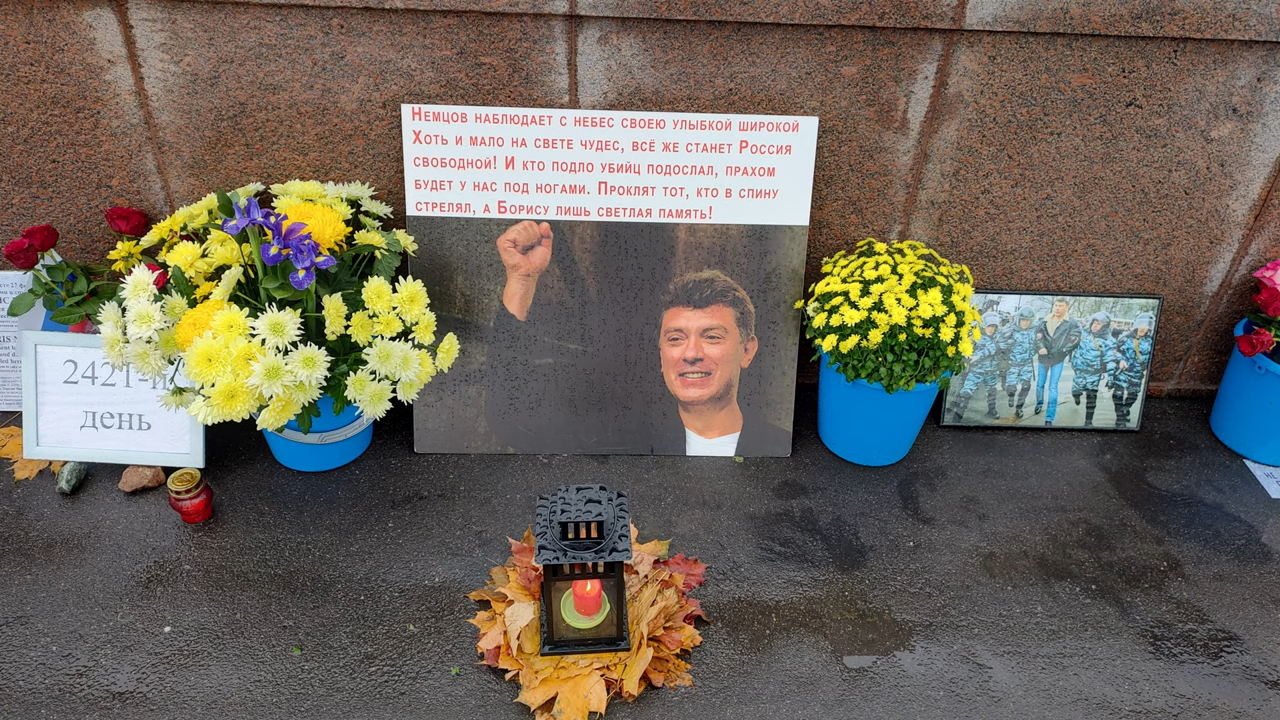 Немцов наблюдает с небес своею улыбкой широкой
Хоть и мало на свете чудес, всё же станет Россия
свободной! И кто подло убийц подослал, прахом
будет у нас под ногами. Проклят тот, кто в спину
стрелял, а Борису лишь светлая память!
2421-й
день